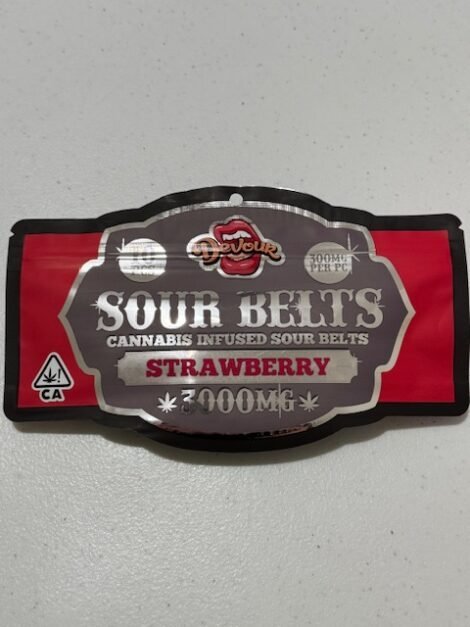 10
Devour
300MG
PER PC
SOUR BELTS
CANNABIS INFUSED SOUR BELTS
STRAWBERRY
3000MG
CA